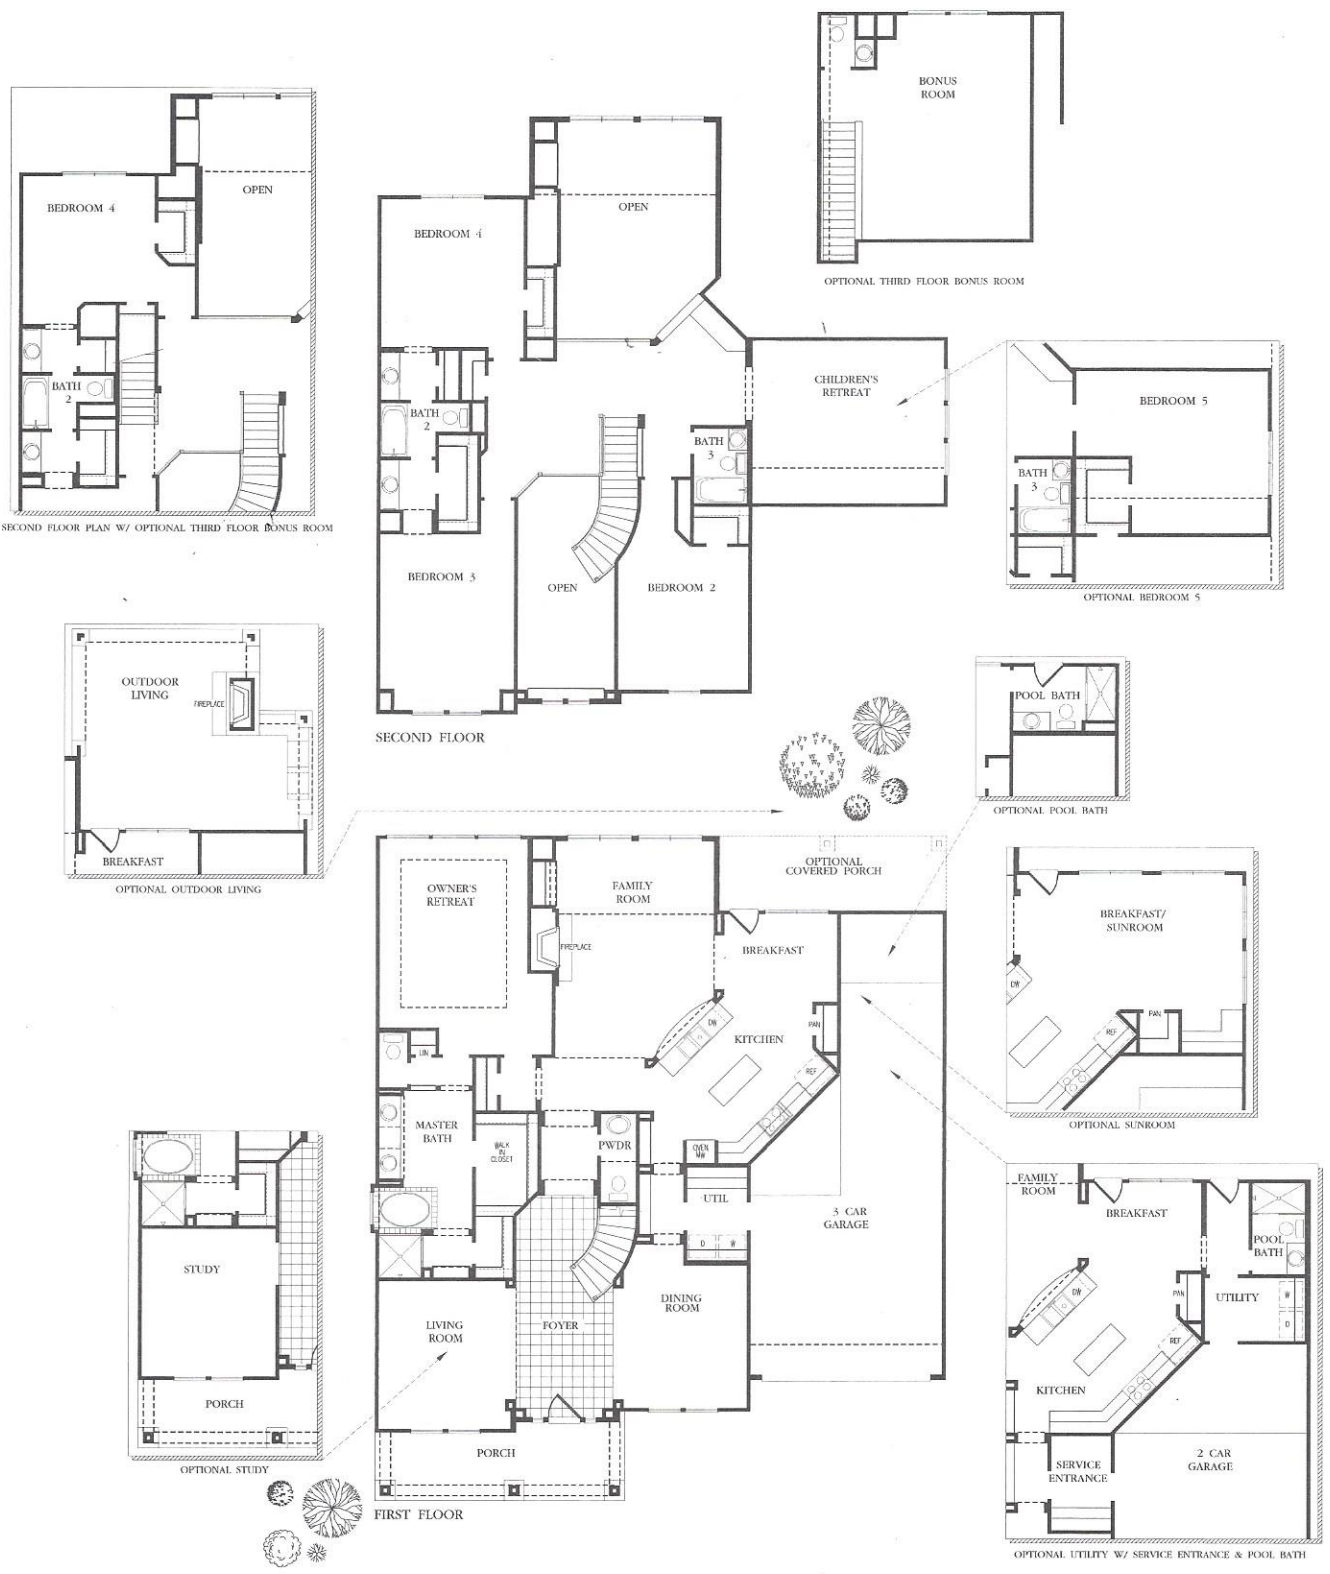 BONUS
ROOM
OPTIONAL THIRD FLOOR BONUS ROOM
BEDROOM 4
OPEN
BATH
2
SECOND FLOOR PLAN W/ OPTIONAL THIRD FLOOR BONUS ROOM
BEDROOM 4
OPEN
CHILDREN'S
RETREAT
BATH
2
BATH
3
BEDROOM 3
OPEN
BEDROOM 2
SECOND FLOOR
BEDROOM 5
BATH
3
OPTIONAL BEDROOM 5
OUTDOOR
LIVING
FIREPLACE
BREAKFAST
OPTIONAL OUTDOOR LIVING
POOL BATH
OPTIONAL POOL BATH
OPTIONAL
COVERED PORCH
OWNER'S
RETREAT
FAMILY
ROOM
FIREPLACE
BREAKFAST
DW
KITCHEN
PAN
REF
LIN
MASTER
BATH
WALK
IN
CLOSET
PWDR
OVEN
MW
UTIL
D
W
3 CAR
GARAGE
LIVING
ROOM
FOYER
DINING
ROOM
PORCH
FIRST FLOOR
BREAKFAST/
SUNROOM
DW
PAN
REF
OPTIONAL SUNROOM
STUDY
PORCH
OPTIONAL STUDY
FAMILY
ROOM
BREAKFAST
POOL
BATH
DW
PAN
UTILITY
W
D
REF
KITCHEN
SERVICE
ENTRANCE
2 CAR
GARAGE
OPTIONAL UTILITY W/ SERVICE ENTRANCE & POOL BATH